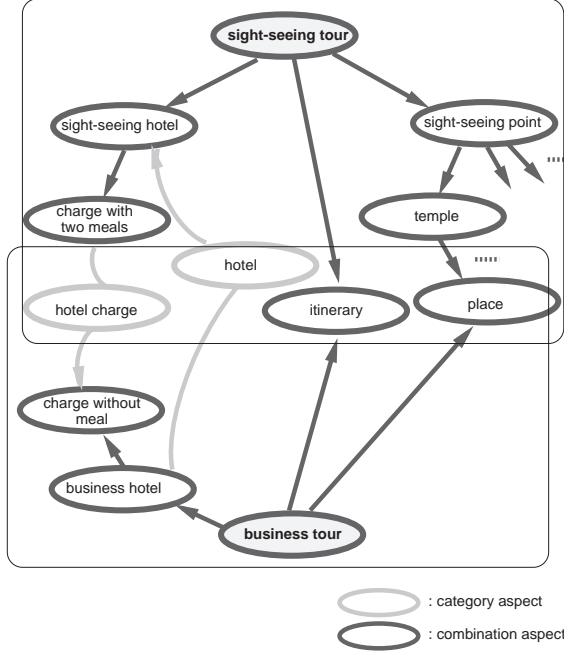 sight-seeing tour
sight-seeing hotel
sight-seeing point
charge with
two meals
temple
hotel
hotel charge
itinerary
place
charge without
meal
business hotel
business tour
: category aspect
: combination aspect